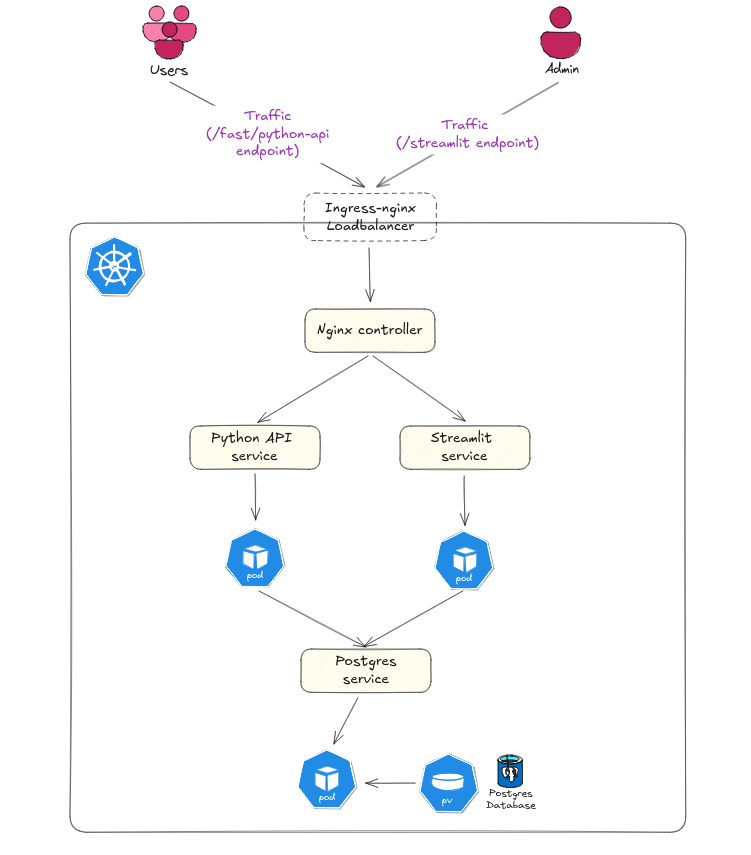 Users
Admin
Traffic
(/fast/python-api
endpoint)
Traffic
(/streamlit endpoint)
Ingress-nginx
Loadbalancer
Nginx controller
Python API
service
Streamlit
service
pod
pod
Postgres
service
pod
pv
Postgres
Database